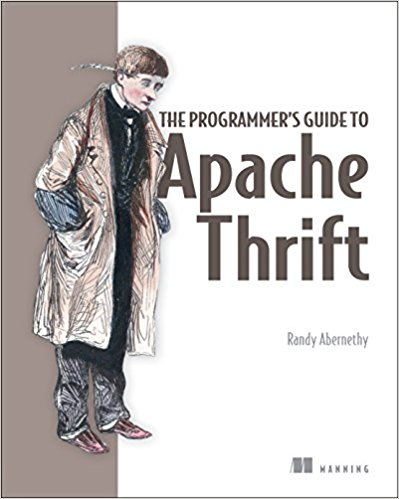 THE PROGRAMMER'S GUIDE TO
Apache
Thrift
Randy Abernethy
MANNING